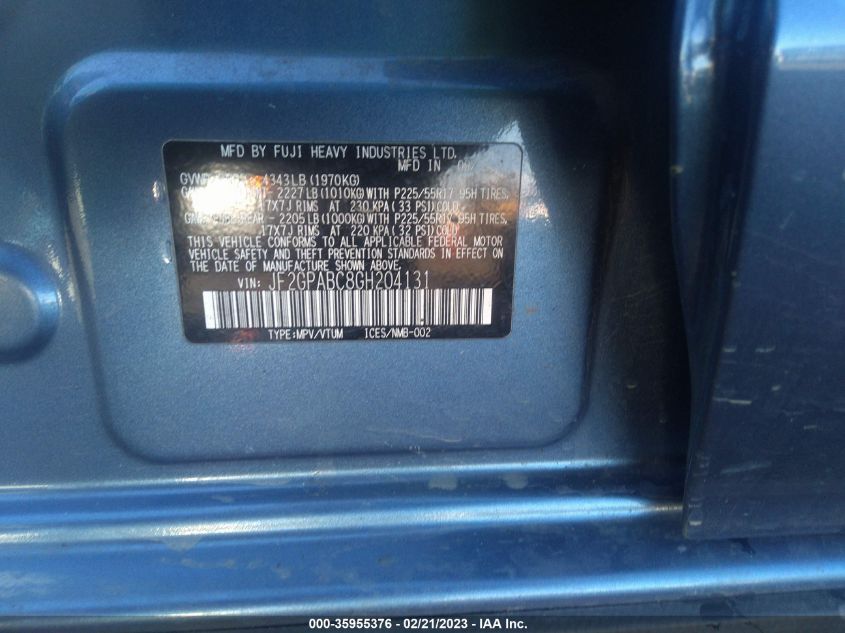 MFD BY FUJI HEAVY INDUSTRIES LTD.
MFD IN
4343LB (1970KG)
2227LB (1010KG) WITH P225/55R17 95H TIRES,
17X7J RIMS AT 230 KPA (33 PSI) COLD
REAR - 2205LB (1000KG) WITH P225/55R17 95H TIRES,
17X7J RIMS AT 220 KPA (32 PSI) COLD
THIS VEHICLE CONFORMS TO ALL APPLICABLE FEDERAL MOTOR
VEHICLE SAFETY AND THEFT PREVENTION STANDARDS IN EFFECT ON
THE DATE OF MANUFACTURE SHOWN ABOVE.
VIN: JF2GPABC8GH204131
TYPE:MPV/VTUM ICES/NMB-002
000-35955376 - 02/21/2023 - © IAA Inc.